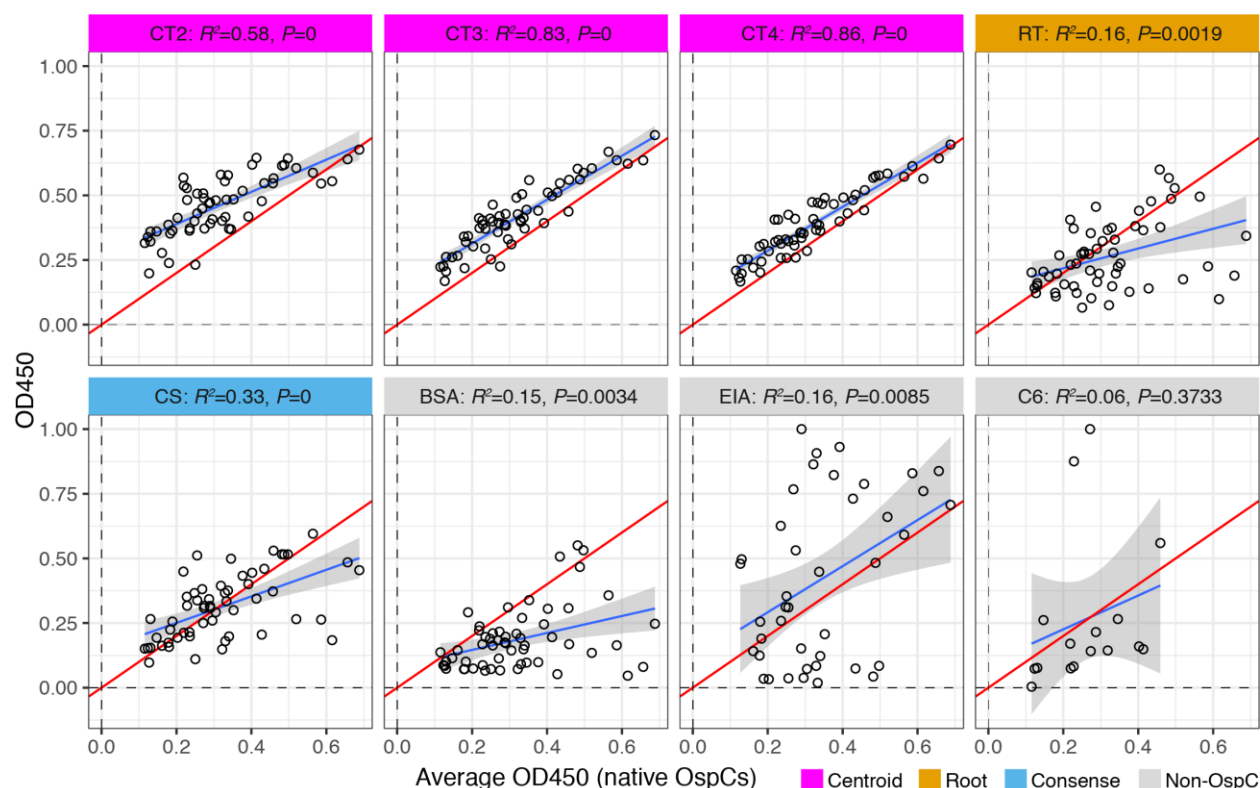 CT2: R²=0.58, P=0
CT3: R²=0.83, P=0
CT4: R²=0.86, P=0
RT: R²=0.16, P=0.0019
1.00
0.75
0.50
0.25
0.00
CS: R²=0.33, P=0
BSA: R²=0.15, P=0.0034
EIA: R²=0.16, P=0.0085
C6: R²=0.06, P=0.3733
OD450
1.00
0.75
0.50
0.25
0.00
0.0 0.2 0.4 0.6
0.0 0.2 0.4 0.6
0.0 0.2 0.4 0.6
0.0 0.2 0.4 0.6
Average OD450 (native OspCs)
Centroid
Root
Consense
Non-OspC